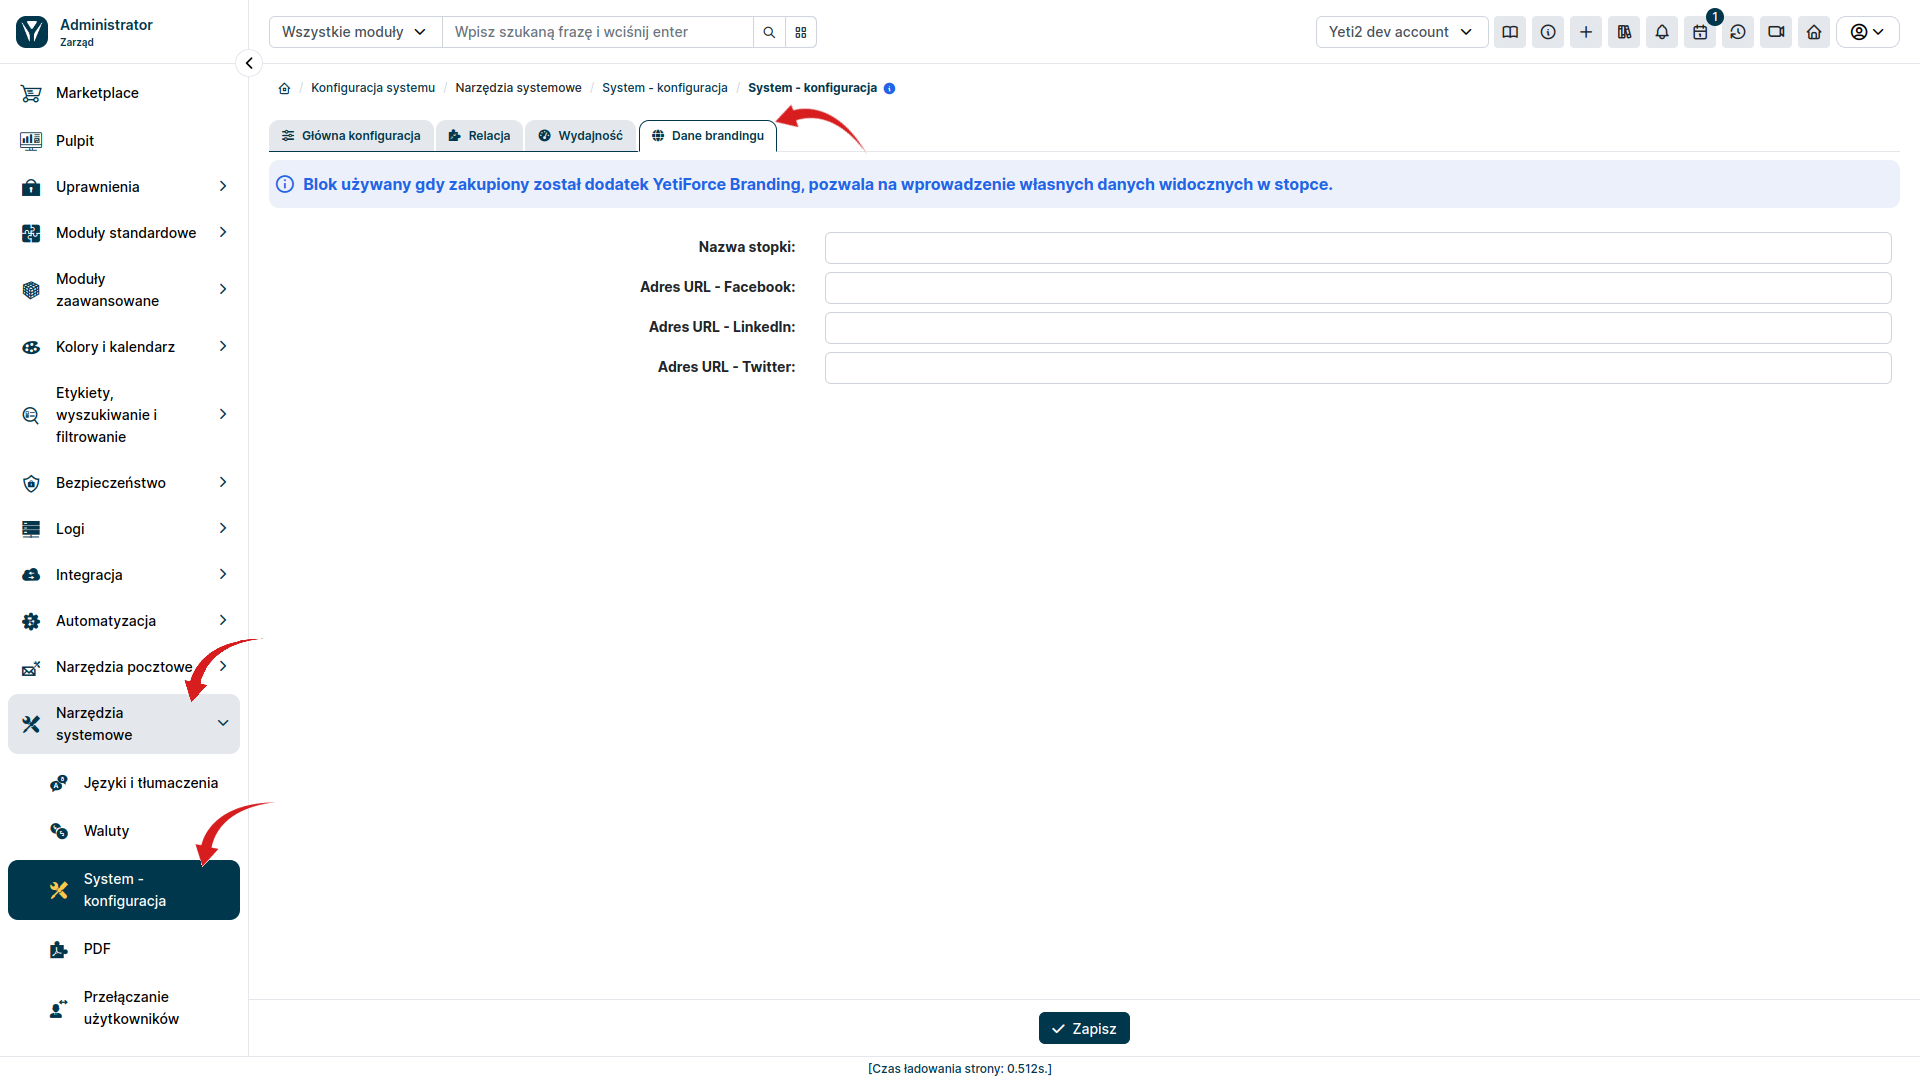 Administrator
Zarząd
Wszystkie moduły
Wpisz szukaną frazę i wciśnij enter
Yeti2 dev account
1
Marketplace
Pulpit
Uprawnienia
Moduły standardowe
Moduły
zaawansowane
Kolory i kalendarz
Etykiety,
wyszukiwanie i
filtrowanie
Bezpieczeństwo
Logi
Integracja
Automatyzacja
Narzędzia pocztowe
Narzędzia
systemowe
Języki i tłumaczenia
Waluty
System -
konfiguracja
PDF
Przełączanie
użytkowników
/ Konfiguracja systemu / Narzędzia systemowe / System - konfiguracja / System - konfiguracja
Główna konfiguracja
Relacja
Wydajność
Dane brandingu
Blok używany gdy zakupiony został dodatek YetiForce Branding, pozwala na wprowadzenie własnych danych widocznych w stopce.
Nazwa stopki:
Adres URL - Facebook:
Adres URL - LinkedIn:
Adres URL - Twitter:
Zapisz
[Czas ładowania strony: 0.512s.]